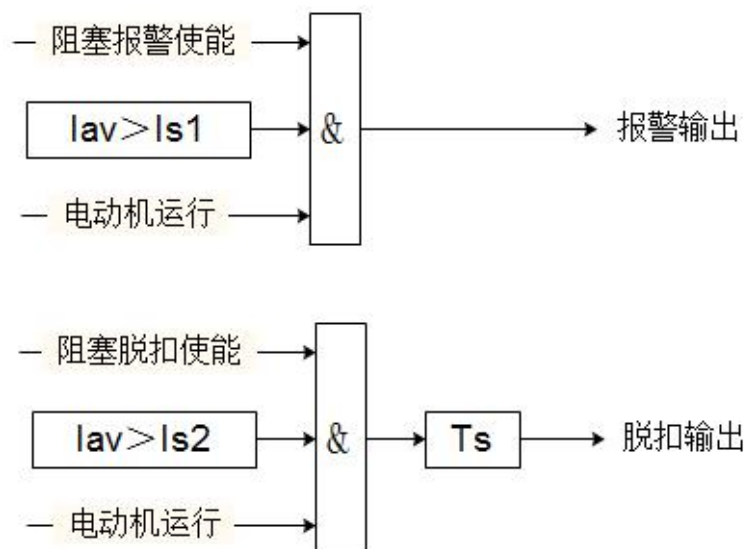 阻塞报警使能
Iav＞Is1
&
报警输出
电动机运行
阻塞脱扣使能
Iav＞Is2
&
Ts
脱扣输出
电动机运行